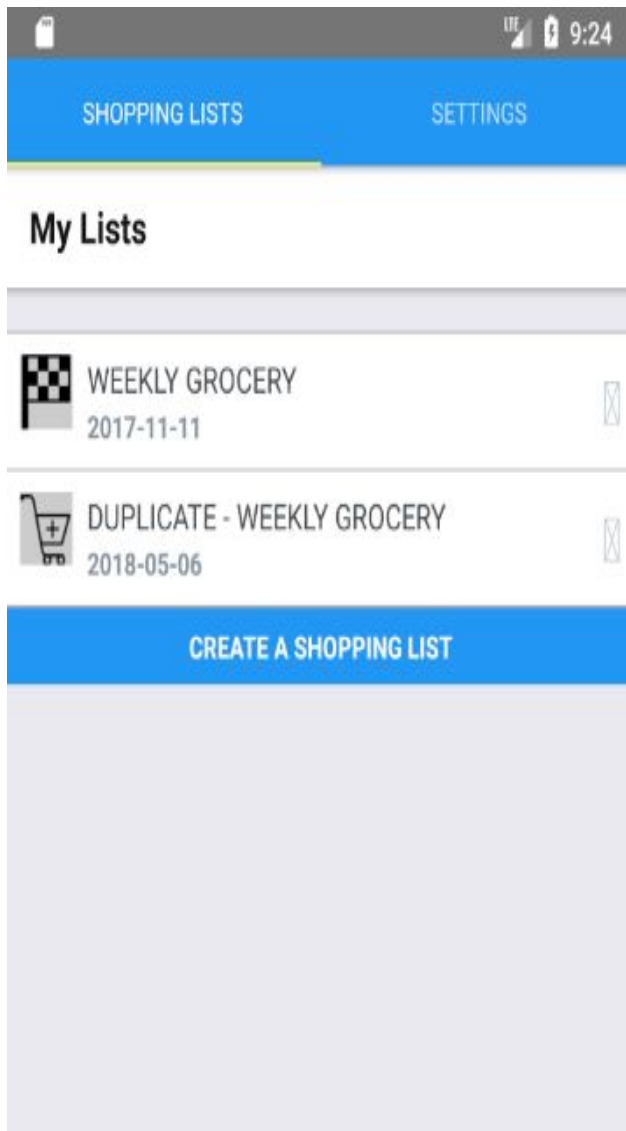 LTE 9:24
SHOPPING LISTS SETTINGS
My Lists
WEEKLY GROCERY
2017-11-11
DUPLICATE - WEEKLY GROCERY
2018-05-06
CREATE A SHOPPING LIST